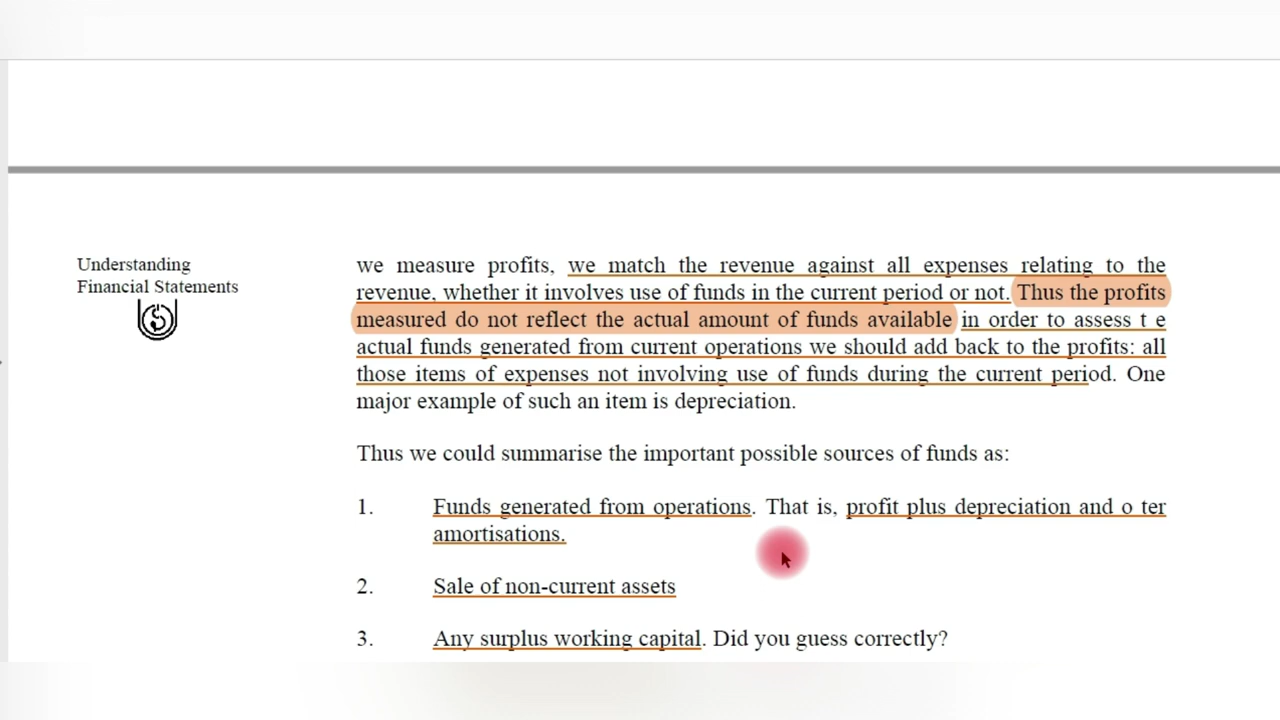 Understanding
Financial Statements
we measure profits, we match the revenue against all expenses relating to the
revenue, whether it involves use of funds in the current period or not. Thus the profits
measured do not reflect the actual amount of funds available in order to assess t e
actual funds generated from current operations we should add back to the profits: all
those items of expenses not involving use of funds during the current period. One
major example of such an item is depreciation.
Thus we could summarise the important possible sources of funds as:
1. Funds generated from operations. That is, profit plus depreciation and o ter
amortisations.
2. Sale of non-current assets
3. Any surplus working capital. Did you guess correctly?